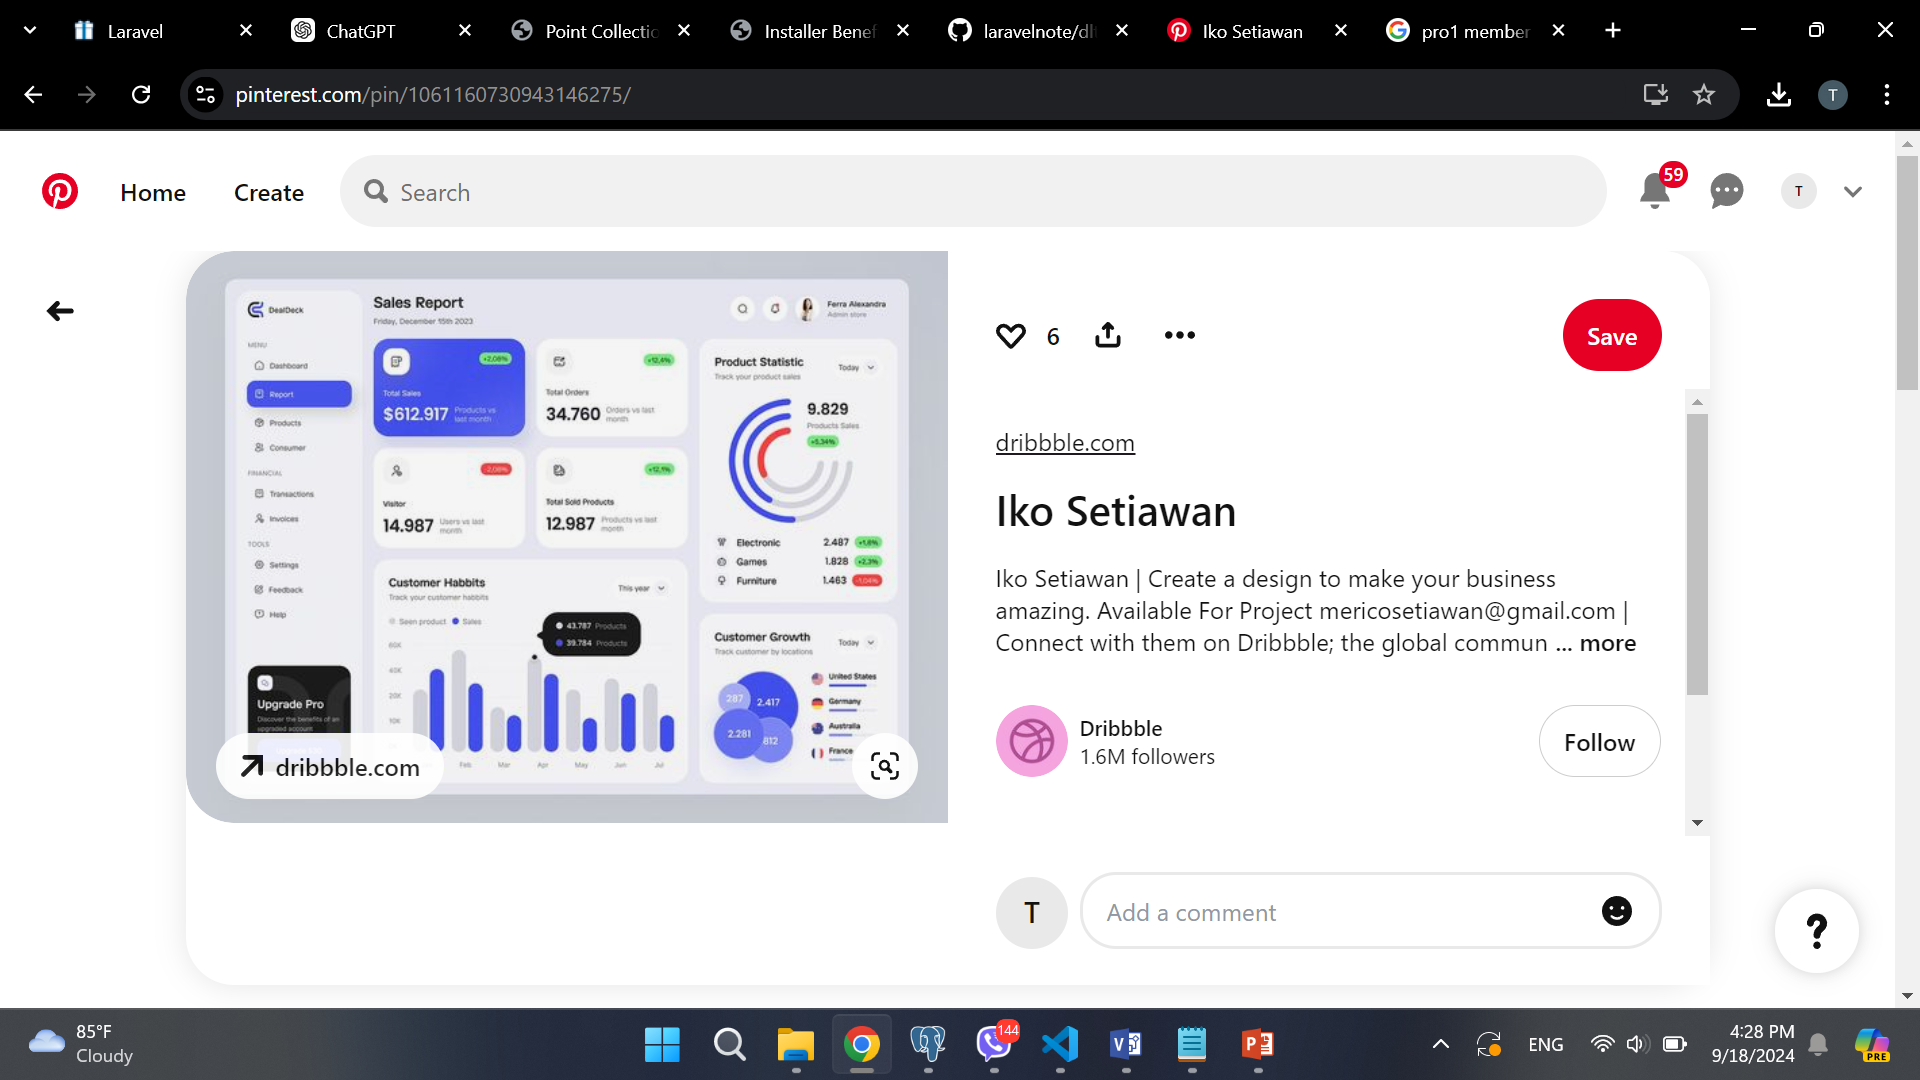 Laravel
ChatGPT
Point Collectio
Installer Benef
laravelnote/dlt
Iko Setiawan
pro1 member
pinterest.com/pin/1061160730943146275/
T
Home
Create
Search
59
T
DealDeck
MENU
Dashboard
Report
Products
Consumer
FINANCIAL
Transactions
Invoices
TOOLS
Settings
Feedback
Help
Upgrade Pro
Discover the benefits of an
upgraded account
dribbble.com
Sales Report
Friday, December 15th 2023
Ferra Alexandra
Admin store
+2,08%
Total Sales
$612.917 Products vs
last month
+12,4%
Total Orders
34.760 Orders vs last
month
-2,08%
Visitor
14.987 Users vs last
month
+12,1%
Total Sold Products
12.987 Products vs last
month
Customer Habbits
Track your customer habbits
This year
Seen product Sales
43.787 Products
39.784 Products
60K
40K
20K
10K
Feb
Mar
Apr
May
Jun
Jul
Product Statistic
Track your product sales
Today
9.829
Products Sales
+5,34%
Electronic 2.487 +1,8%
Games 1.828 +2,3%
Furniture 1.463 -1,04%
Customer Growth
Track customer by locations
Today
287
2.417
2.281
812
United States
Germany
Australia
France
6
Save
dribbble.com
Iko Setiawan
Iko Setiawan | Create a design to make your business
amazing. Available For Project mericosetiawan@gmail.com |
Connect with them on Dribbble; the global commun ... more
Dribbble
1.6M followers
Follow
T
Add a comment
?
85°F
Cloudy
144
ENG
4:28 PM
9/18/2024
PRE